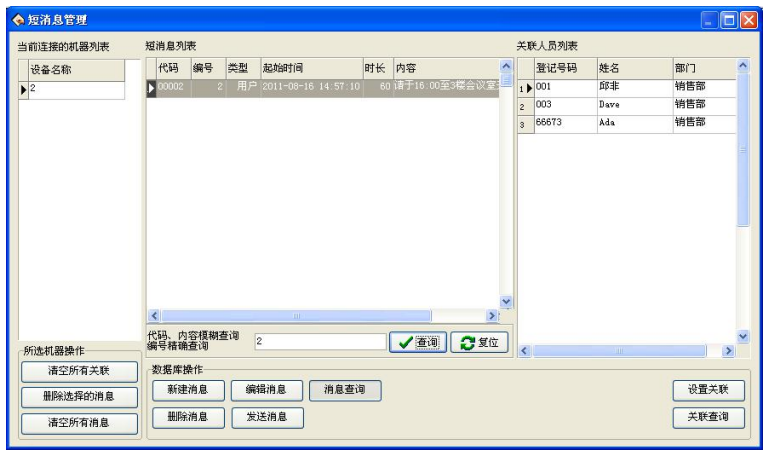 短消息管理
当前连接的机器列表
设备名称
2
短消息列表
代码 编号 类型 起始时间 时长 内容
00002 2 用户 2011-08-16 14:57:10 60 请于16:00至3楼会议室
关联人员列表
登记号码 姓名 部门
1 001 邱非 销售部
2 003 Dave 销售部
3 66673 Ada 销售部
代码、内容模糊查询
编号精确查询
2
查询
复位
所选机器操作
清空所有关联
删除选择的消息
清空所有消息
数据库操作
新建消息
编辑消息
消息查询
设置关联
删除消息
发送消息
关联查询